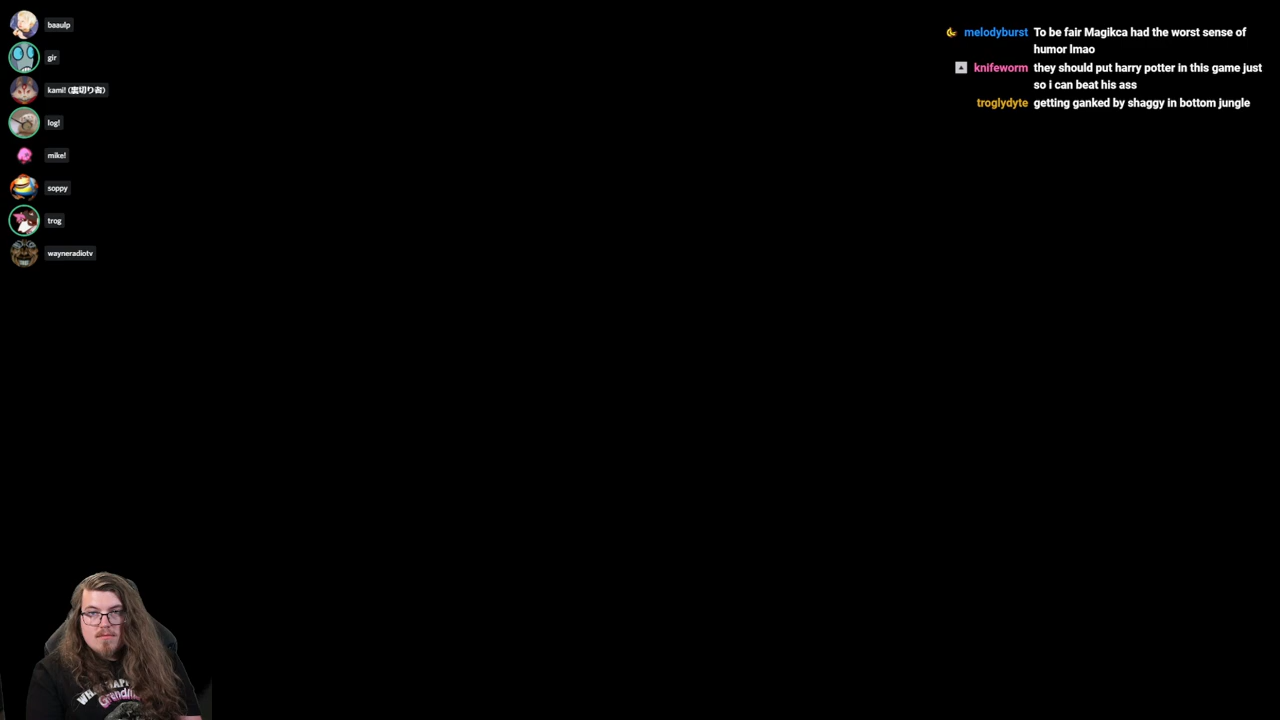 baaulp
glr
kami! (裏切り者)
log!
mike!
soppy
trog
wayneradiotv
melodyburst To be fair Magikca had the worst sense of
humor lmao
knifeworm they should put harry potter in this game just
so i can beat his ass
troglydyte getting ganked by shaggy in bottom jungle